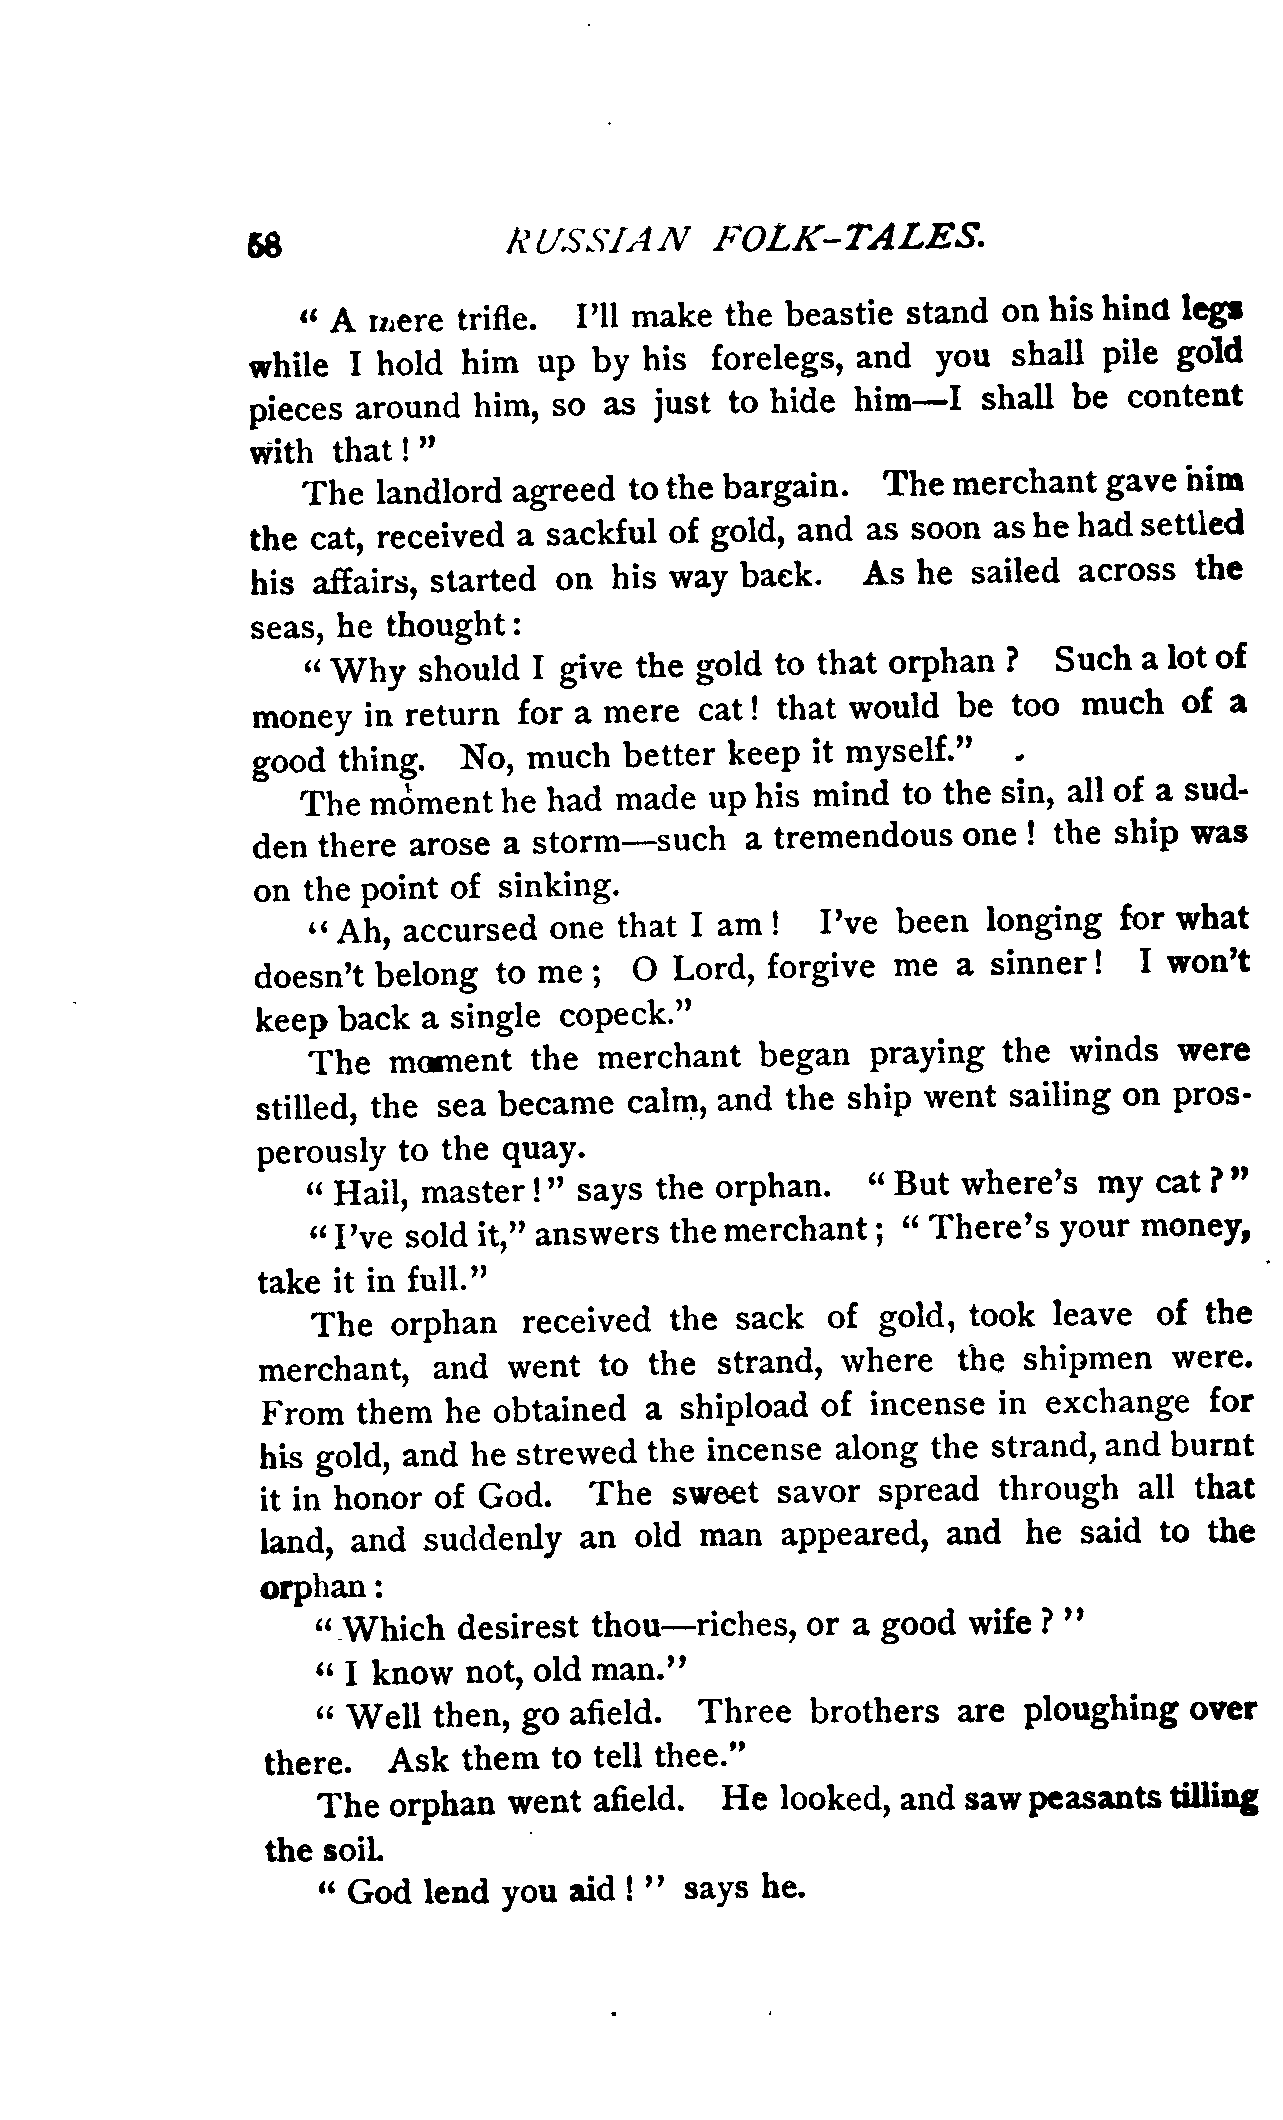 58 RUSSIAN FOLK-TALES.
“ A mere trifle. I'll make the beastie stand on his hind legs
while I hold him up by his forelegs, and you shall pile gold
pieces around him, so as just to hide him—I shall be content
with that ! ”
The landlord agreed to the bargain. The merchant gave him
the cat, received a sackful of gold, and as soon as he had settled
his affairs, started on his way back. As he sailed across the
seas, he thought :
“ Why should I give the gold to that orphan ? Such a lot of
money in return for a mere cat ! that would be too much of a
good thing. No, much better keep it myself.”
The moment he had made up his mind to the sin, all of a sud-
den there arose a storm—such a tremendous one ! the ship was
on the point of sinking.
“ Ah, accursed one that I am ! I've been longing for what
doesn't belong to me ; O Lord, forgive me a sinner ! I won't
keep back a single copeck.”
The moment the merchant began praying the winds were
stilled, the sea became calm, and the ship went sailing on pros-
perously to the quay.
“ Hail, master ! ” says the orphan. “ But where's my cat ? ”
“ I've sold it,” answers the merchant ; “ There's your money,
take it in full.”
The orphan received the sack of gold, took leave of the
merchant, and went to the strand, where the shipmen were.
From them he obtained a shipload of incense in exchange for
his gold, and he strewed the incense along the strand, and burnt
it in honor of God. The sweet savor spread through all that
land, and suddenly an old man appeared, and he said to the
orphan :
“ Which desirest thou—riches, or a good wife ? ”
“ I know not, old man.”
“ Well then, go afield. Three brothers are ploughing over
there. Ask them to tell thee.”
The orphan went afield. He looked, and saw peasants tilling
the soil.
“ God lend you aid ! ” says he.